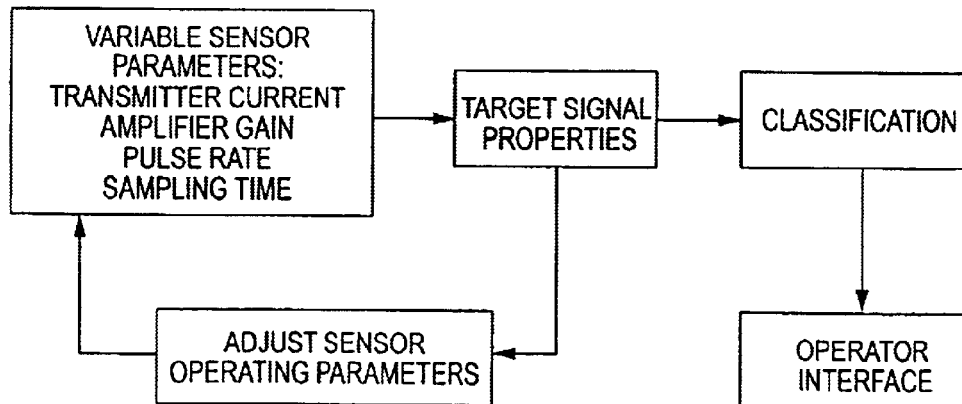 VARIABLE SENSOR
PARAMETERS:
TRANSMITTER CURRENT
AMPLIFIER GAIN
PULSE RATE
SAMPLING TIME
TARGET SIGNAL
PROPERTIES
CLASSIFICATION
ADJUST SENSOR
OPERATING PARAMETERS
OPERATOR
INTERFACE